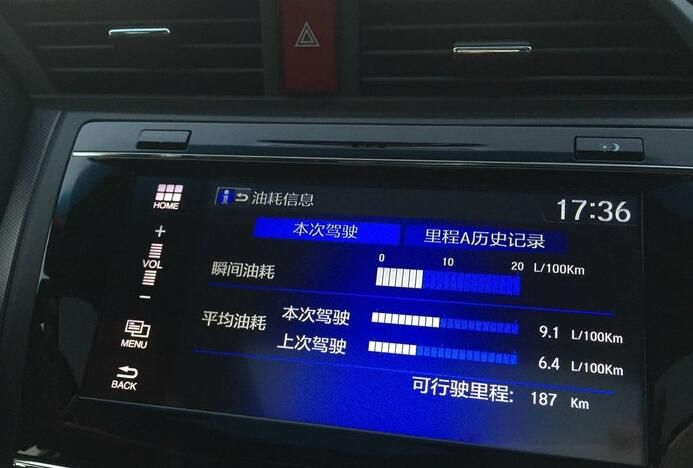 油耗信息
17:36
HOME
本次驾驶 里程A历史记录
+
VOL
-
0 10 20 L/100Km
瞬间油耗
平均油耗
本次驾驶 9.1 L/100Km
上次驾驶 6.4 L/100Km
MENU
BACK
可行驶里程: 187 Km